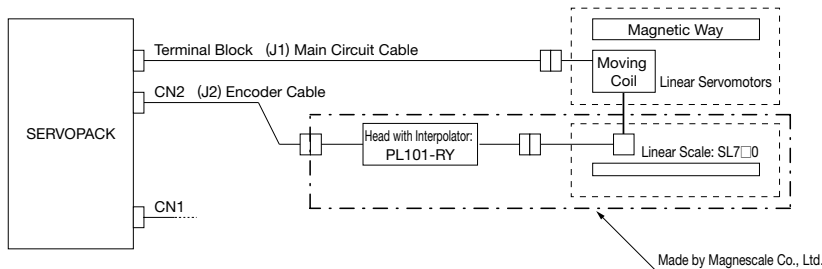 Magnetic Way
Terminal Block (J1) Main Circuit Cable
Moving
Coil
Linear Servomotors
CN2 (J2) Encoder Cable
SERVOPACK
Head with Interpolator:
PL101-RY
Linear Scale: SL7□0
CN1
Made by Magnescale Co., Ltd.